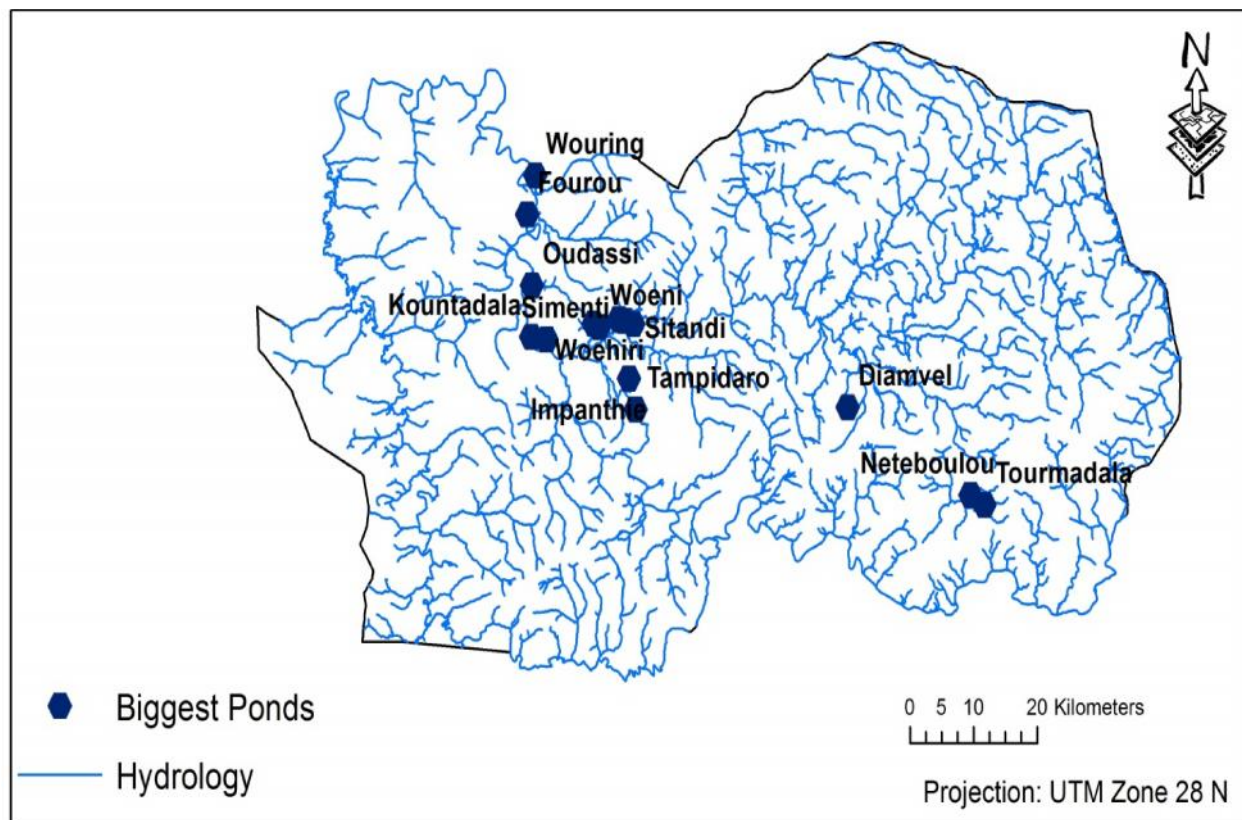 N
Wouring
Fourou
Oudassi
Woeni
Kountadala
Simenti
Sitandi
Woehiri
Tampidaro
Diamvel
Impanthie
Neteboulou
Tourmadala
Biggest Ponds
0 5 10 20 Kilometers
Hydrology
Projection: UTM Zone 28 N